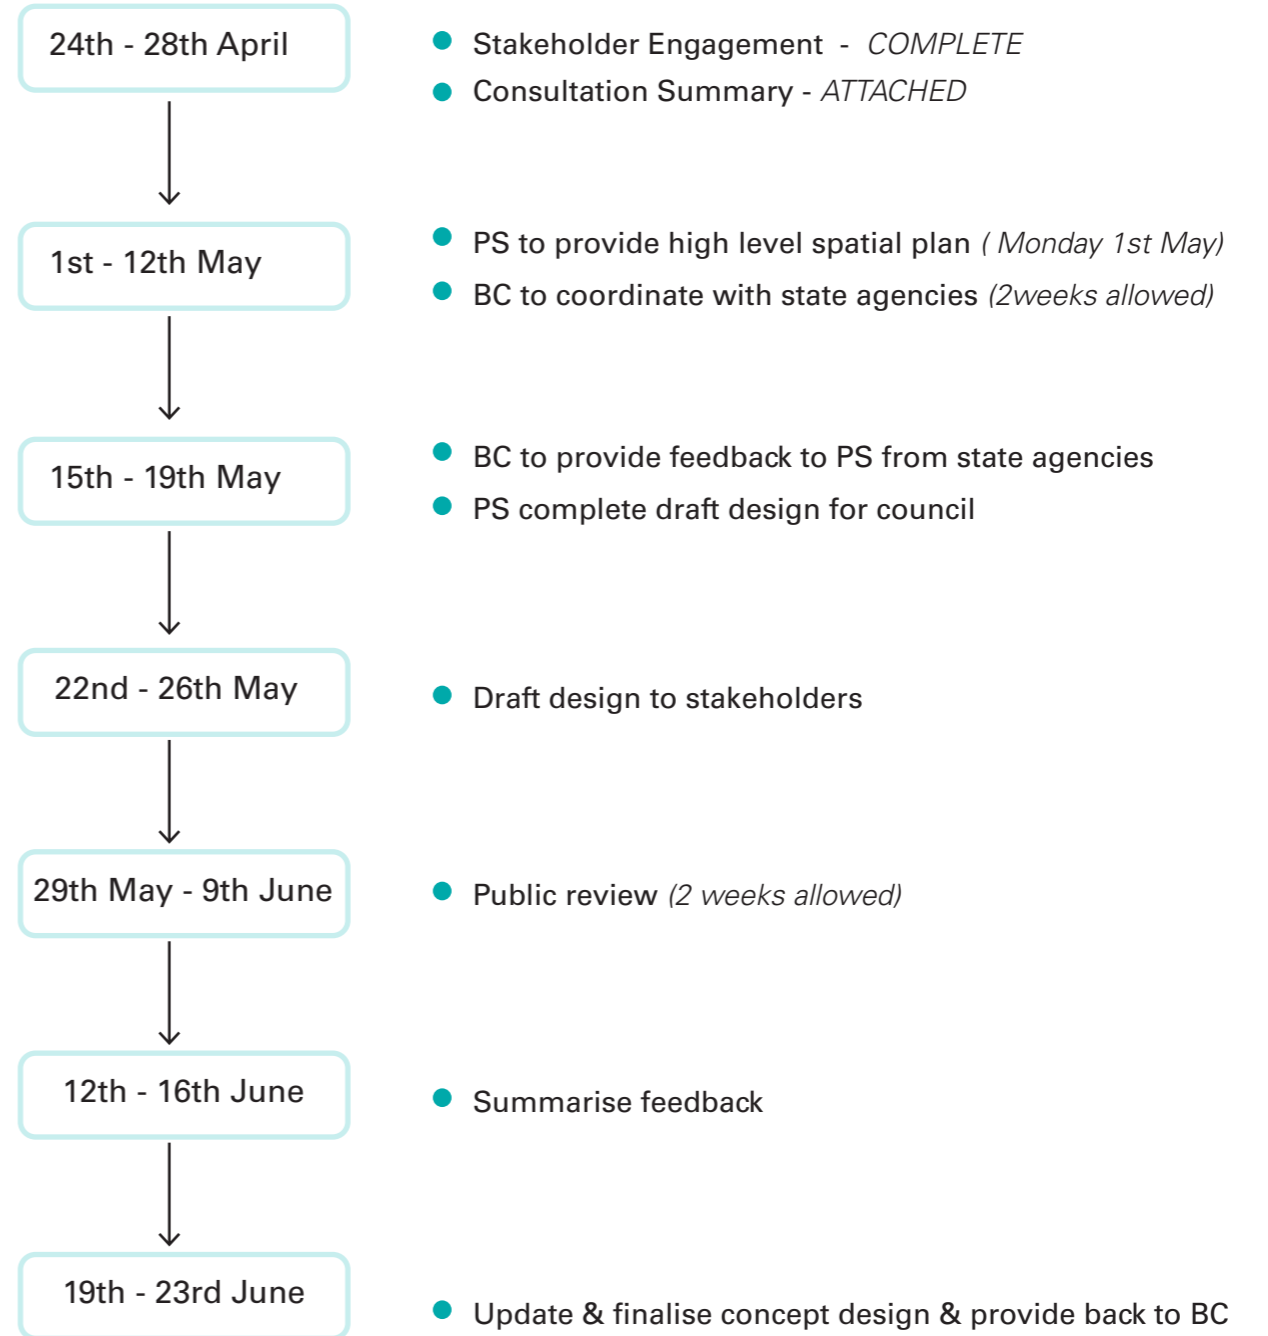 24th - 28th April
Stakeholder Engagement - COMPLETE
Consultation Summary - ATTACHED
1st - 12th May
PS to provide high level spatial plan ( Monday 1st May)
BC to coordinate with state agencies (2weeks allowed)
15th - 19th May
BC to provide feedback to PS from state agencies
PS complete draft design for council
22nd - 26th May
Draft design to stakeholders
29th May - 9th June
Public review (2 weeks allowed)
12th - 16th June
Summarise feedback
19th - 23rd June
Update & finalise concept design & provide back to BC